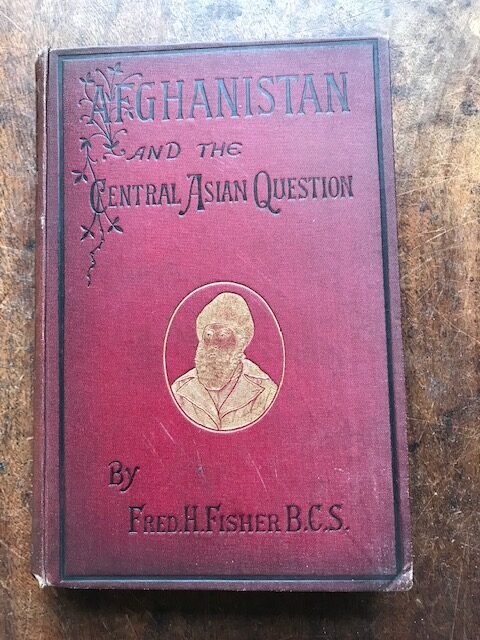 AFGHANISTAN
AND THE
CENTRAL ASIAN QUESTION
By
FRED. H. FISHER B.C.S.